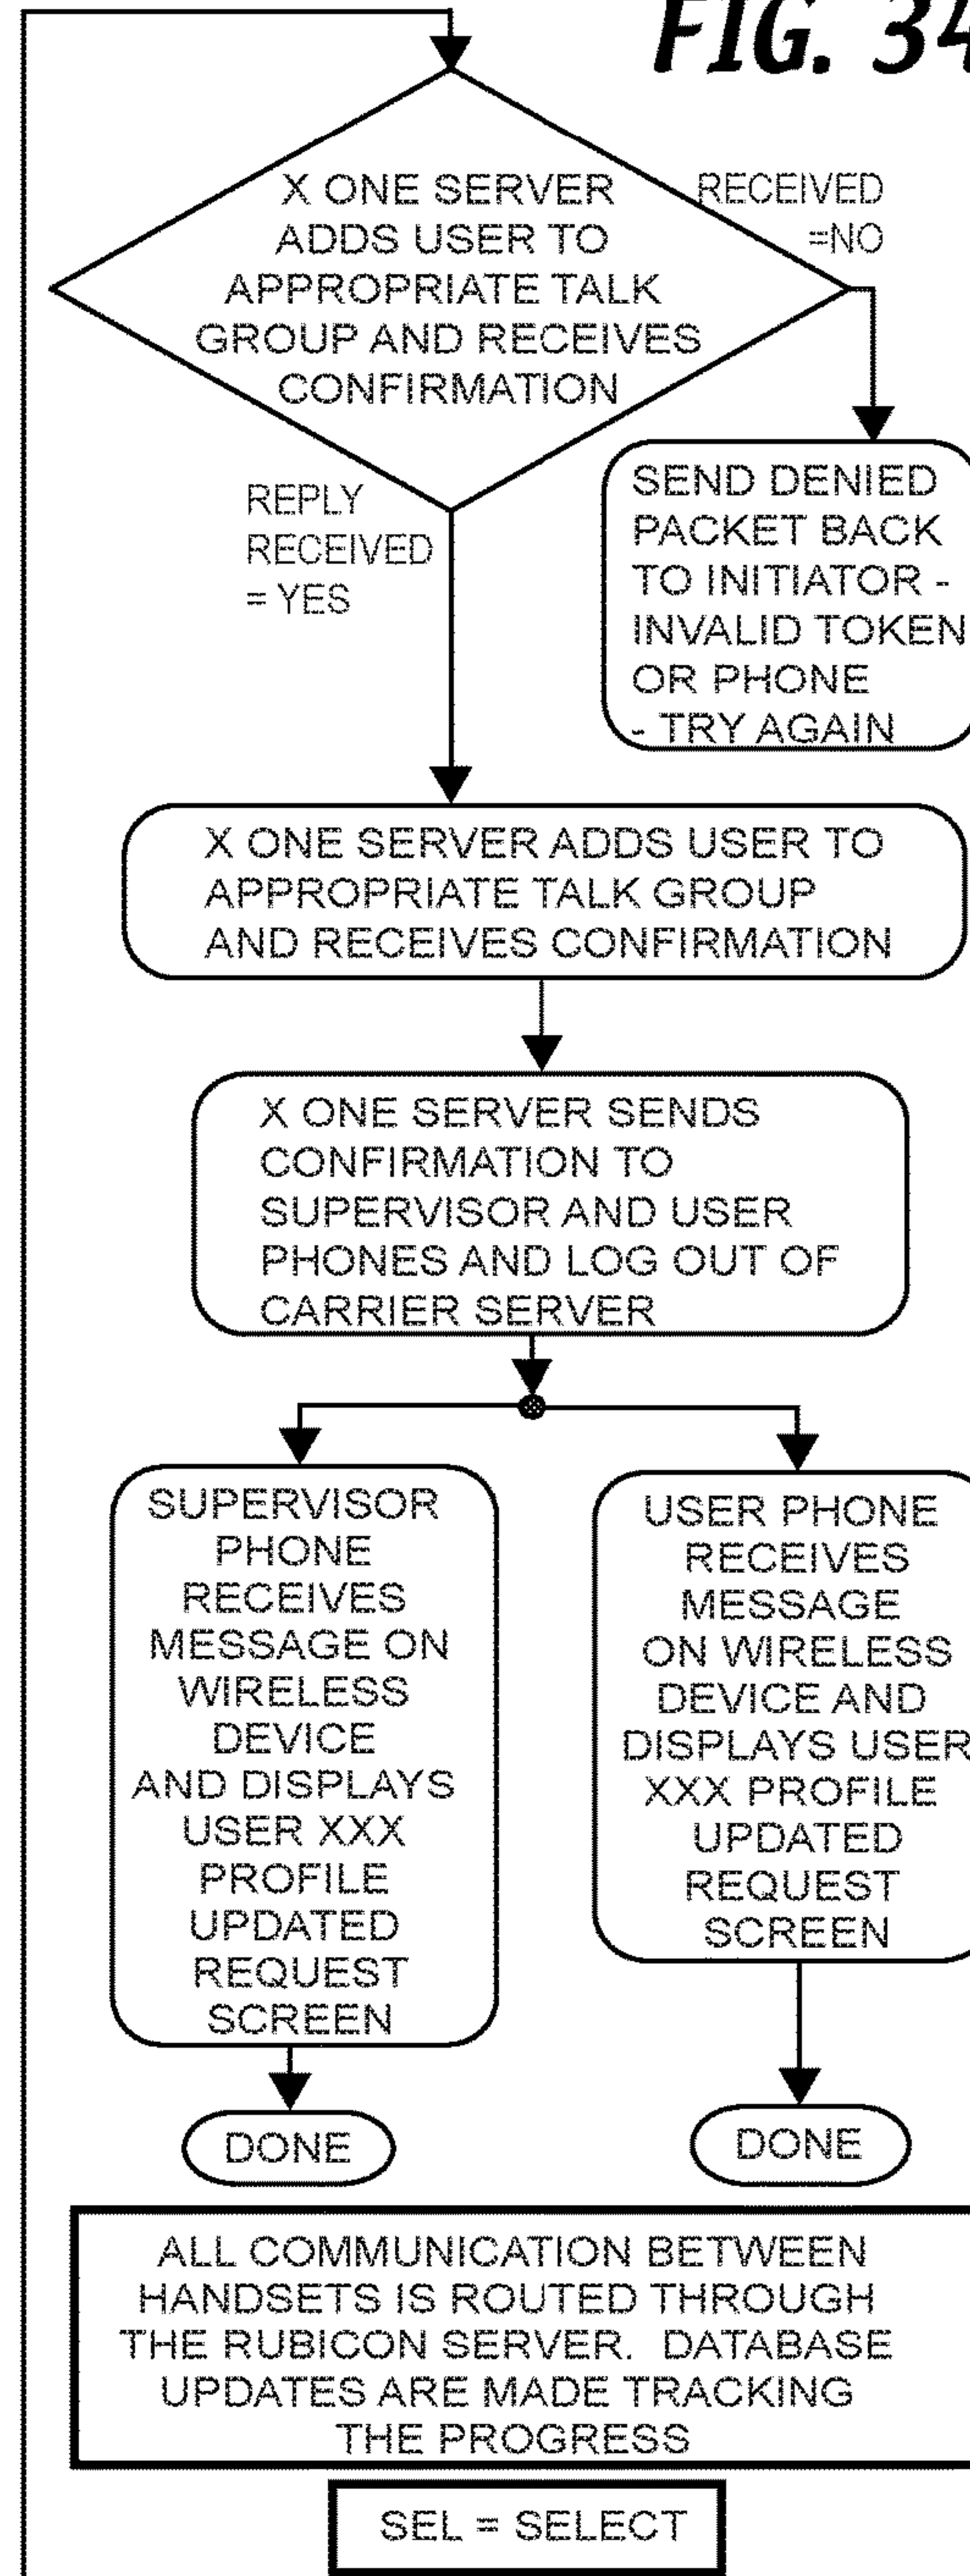 FIG. 34
X ONE SERVER
ADDS USER TO
APPROPRIATE TALK
GROUP AND RECEIVES
CONFIRMATION
RECEIVED
=NO
REPLY
RECEIVED
= YES
SEND DENIED
PACKET BACK
TO INITIATOR -
INVALID TOKEN
OR PHONE
- TRY AGAIN
X ONE SERVER ADDS USER TO
APPROPRIATE TALK GROUP
AND RECEIVES CONFIRMATION
X ONE SERVER SENDS
CONFIRMATION TO
SUPERVISOR AND USER
PHONES AND LOG OUT OF
CARRIER SERVER
SUPERVISOR
PHONE
RECEIVES
MESSAGE ON
WIRELESS
DEVICE
AND DISPLAYS
USER XXX
PROFILE
UPDATED
REQUEST
SCREEN
USER PHONE
RECEIVES
MESSAGE
ON WIRELESS
DEVICE AND
DISPLAYS USER
XXX PROFILE
UPDATED
REQUEST
SCREEN
DONE
DONE
ALL COMMUNICATION BETWEEN
HANDSETS IS ROUTED THROUGH
THE RUBICON SERVER. DATABASE
UPDATES ARE MADE TRACKING
THE PROGRESS
SEL = SELECT